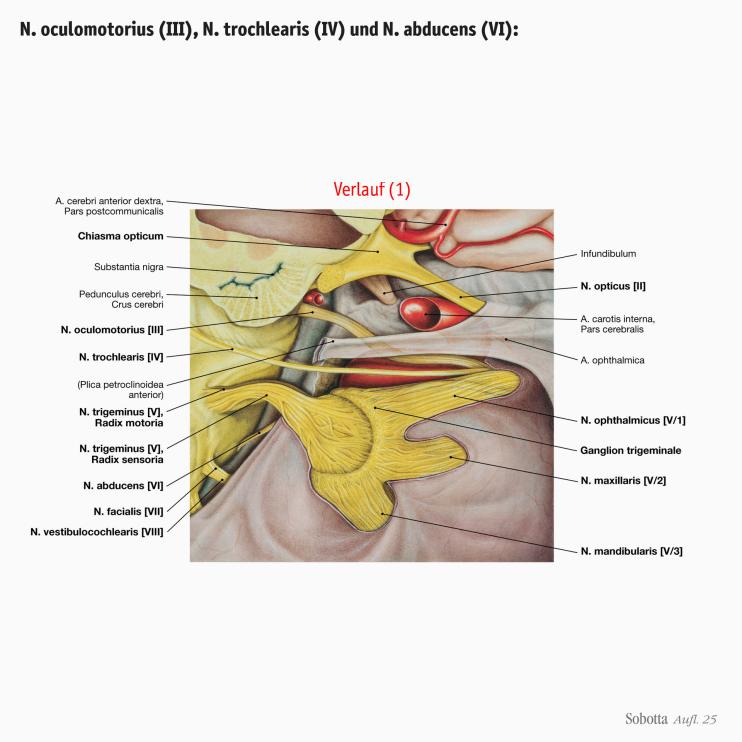 N. oculomotorius (III), N. trochlearis (IV) und N. abducens (VI):
Verlauf (1)
A. cerebri anterior dextra,
Pars postcommunicalis
Chiasma opticum
Substantia nigra
Pedunculus cerebri,
Crus cerebri
N. oculomotorius [III]
N. trochlearis [IV]
(Plica petroclinoidea
anterior)
N. trigeminus [V],
Radix motoria
N. trigeminus [V],
Radix sensoria
N. abducens [VI]
N. facialis [VII]
N. vestibulocochlearis [VIII]
Infundibulum
N. opticus [II]
A. carotis interna,
Pars cerebralis
A. ophthalmica
N. ophthalmicus [V/1]
Ganglion trigeminale
N. maxillaris [V/2]
N. mandibularis [V/3]
Sobotta Aufl. 25